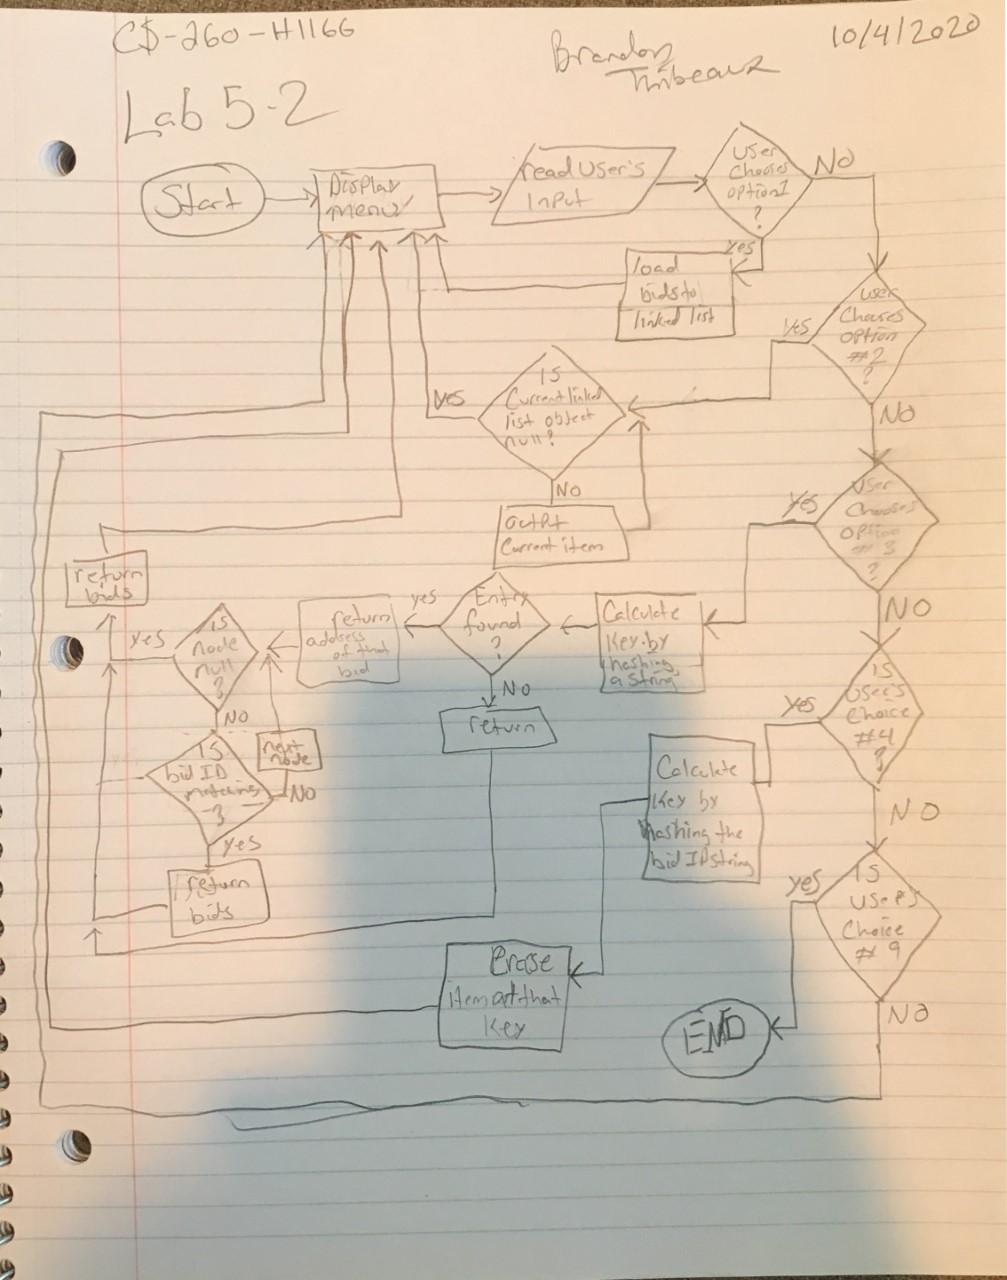 CS-260-H1166
10/4/2020
Brandon
Thibeaux
Lab 5-2
Start
Display
menu
read User's
Input
User
Chooses
option 1
?
NO
yes
load
bids to
linked list
User
Chooses
option
#2
?
yes
NO
is
Current linked
list object
null?
yes
NO
outPt
Current item
User
Chooses
option
# 3
?
yes
NO
Calculate
Key by
hashing
a string
Entry
found
?
yes
NO
return
address
of that
bid
return
is
node
null
?
yes
NO
return
bids
next
node
is
bid ID
matching
?
NO
yes
return
bids
is
User's
Choice
#4
?
yes
NO
Calculate
Key by
hashing the
bid ID string
Erase
item at that
Key
is
User's
Choice
# 9
yes
NO
END